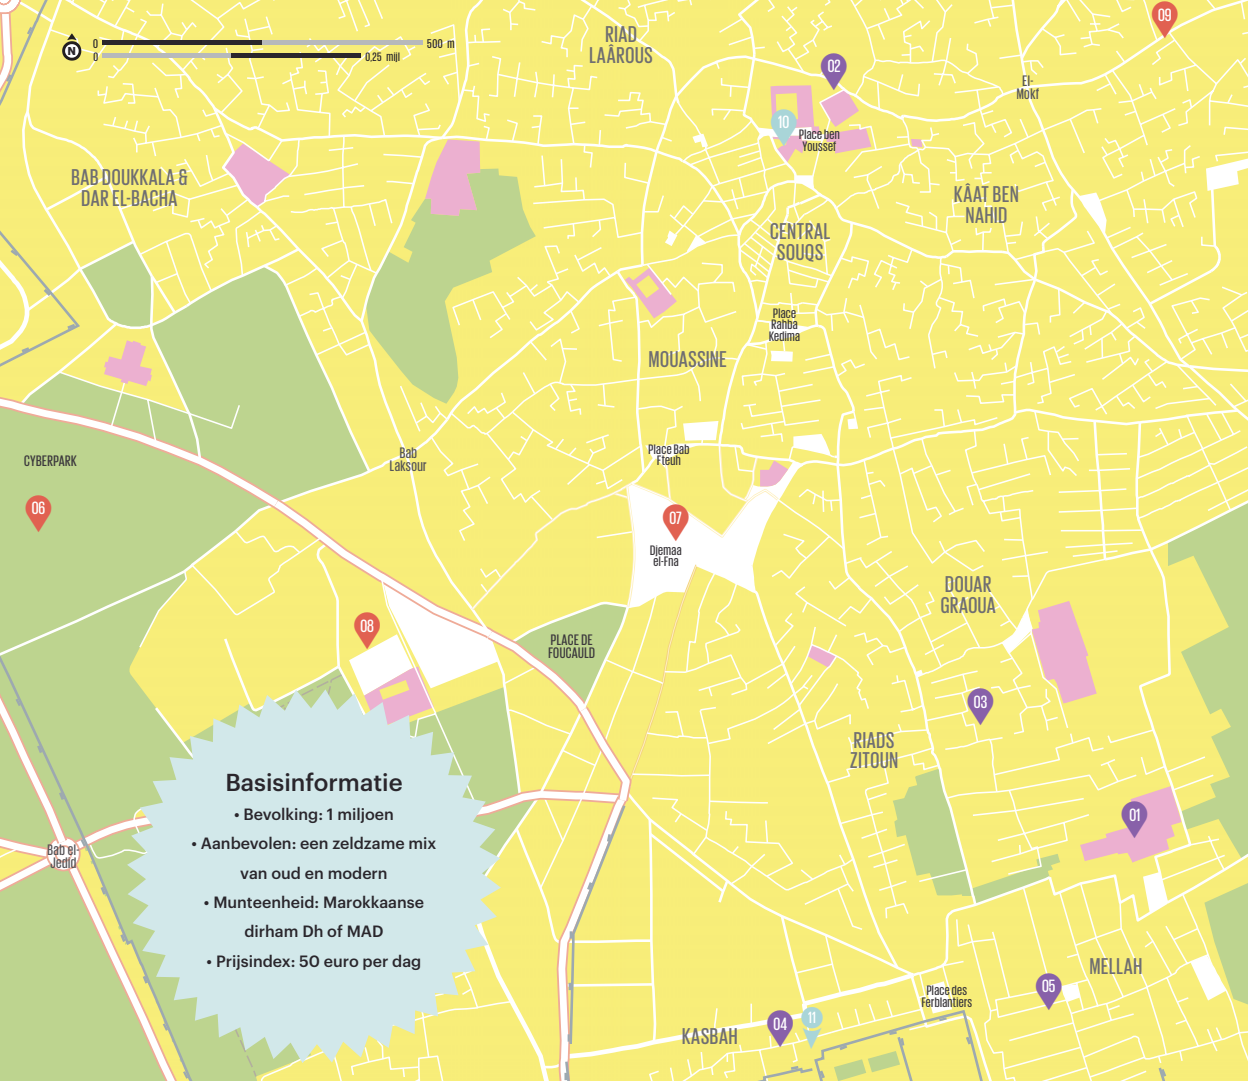 N
0
500 m
0
0,25 mijl
RIAD
LAÂROUS
09
02
El-
Mokf
10
Place ben
Youssef
BAB DOUKKALA &
DAR EL-BACHA
KÂAT BEN
NAHID
CENTRAL
SOUQS
Place
Rahba
Kedima
MOUASSINE
CYBERPARK
Bab
Laksour
Place Bab
Fteuh
06
07
Djemaa
el-Fna
DOUAR
GRAOUA
08
PLACE DE
FOUCAULD
03
RIADS
ZITOUN
01
Bab el-
Jedid
Basisinformatie
• Bevolking: 1 miljoen
• Aanbevolen: een zeldzame mix
van oud en modern
• Munteenheid: Marokkaanse
dirham Dh of MAD
• Prijsindex: 50 euro per dag
MELLAH
05
Place des
Ferblantiers
KASBAH
04
11